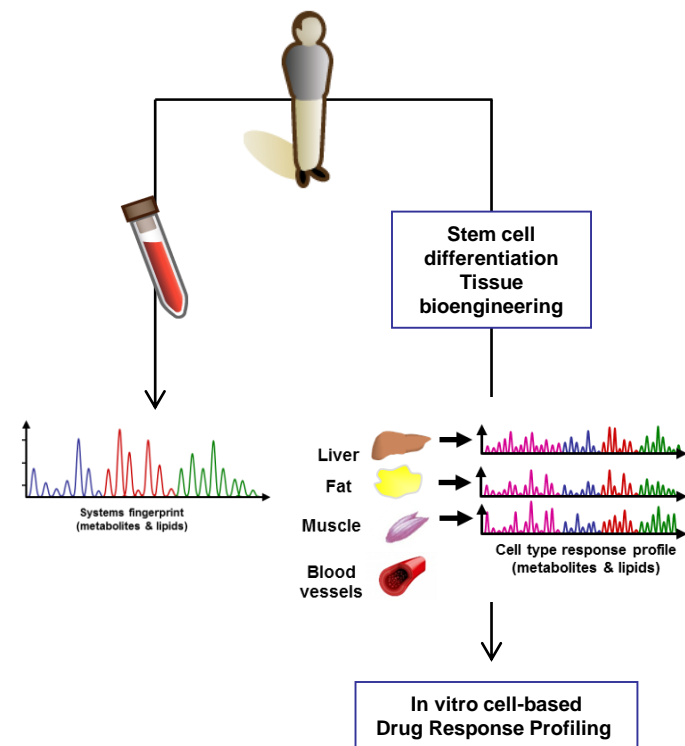 Stem cell
differentiation
Tissue
bioengineering
Systems fingerprint
(metabolites & lipids)
Liver
Fat
Muscle
Blood
vessels
Cell type response profile
(metabolites & lipids)
In vitro cell-based
Drug Response Profiling